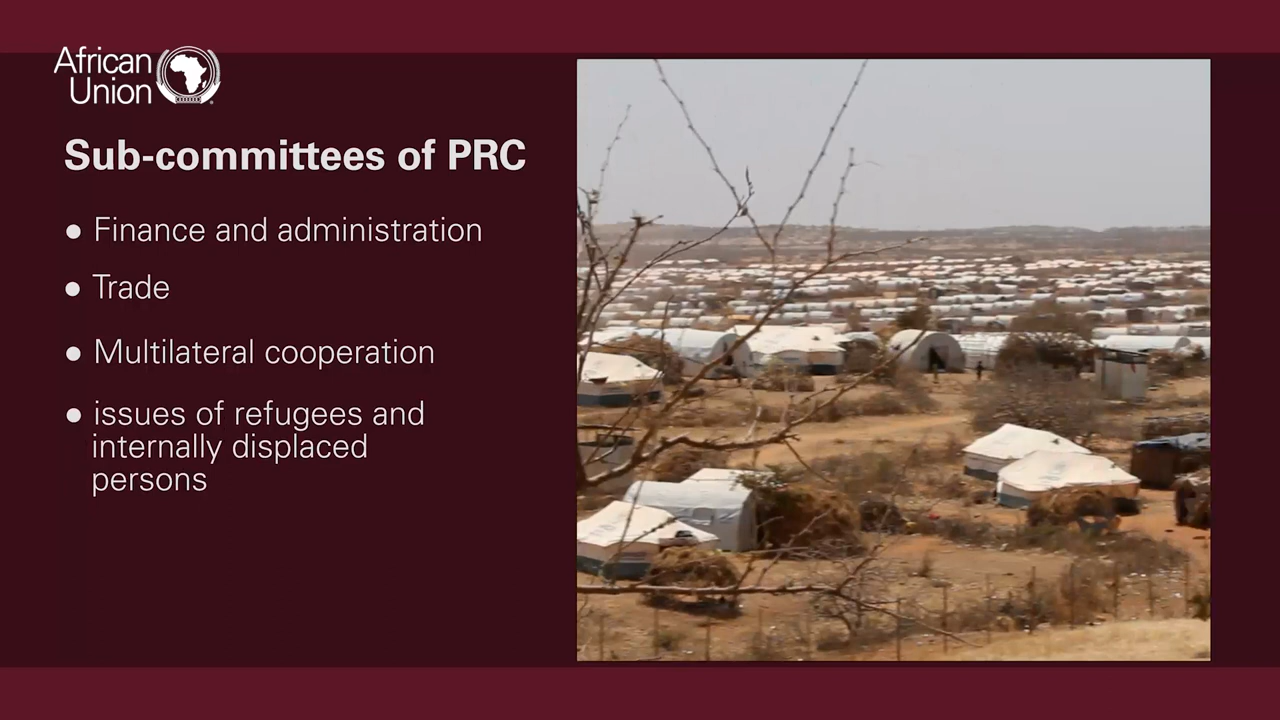 African
Union
Sub-committees of PRC
● Finance and administration
● Trade
● Multilateral cooperation
● issues of refugees and
internally displaced
persons